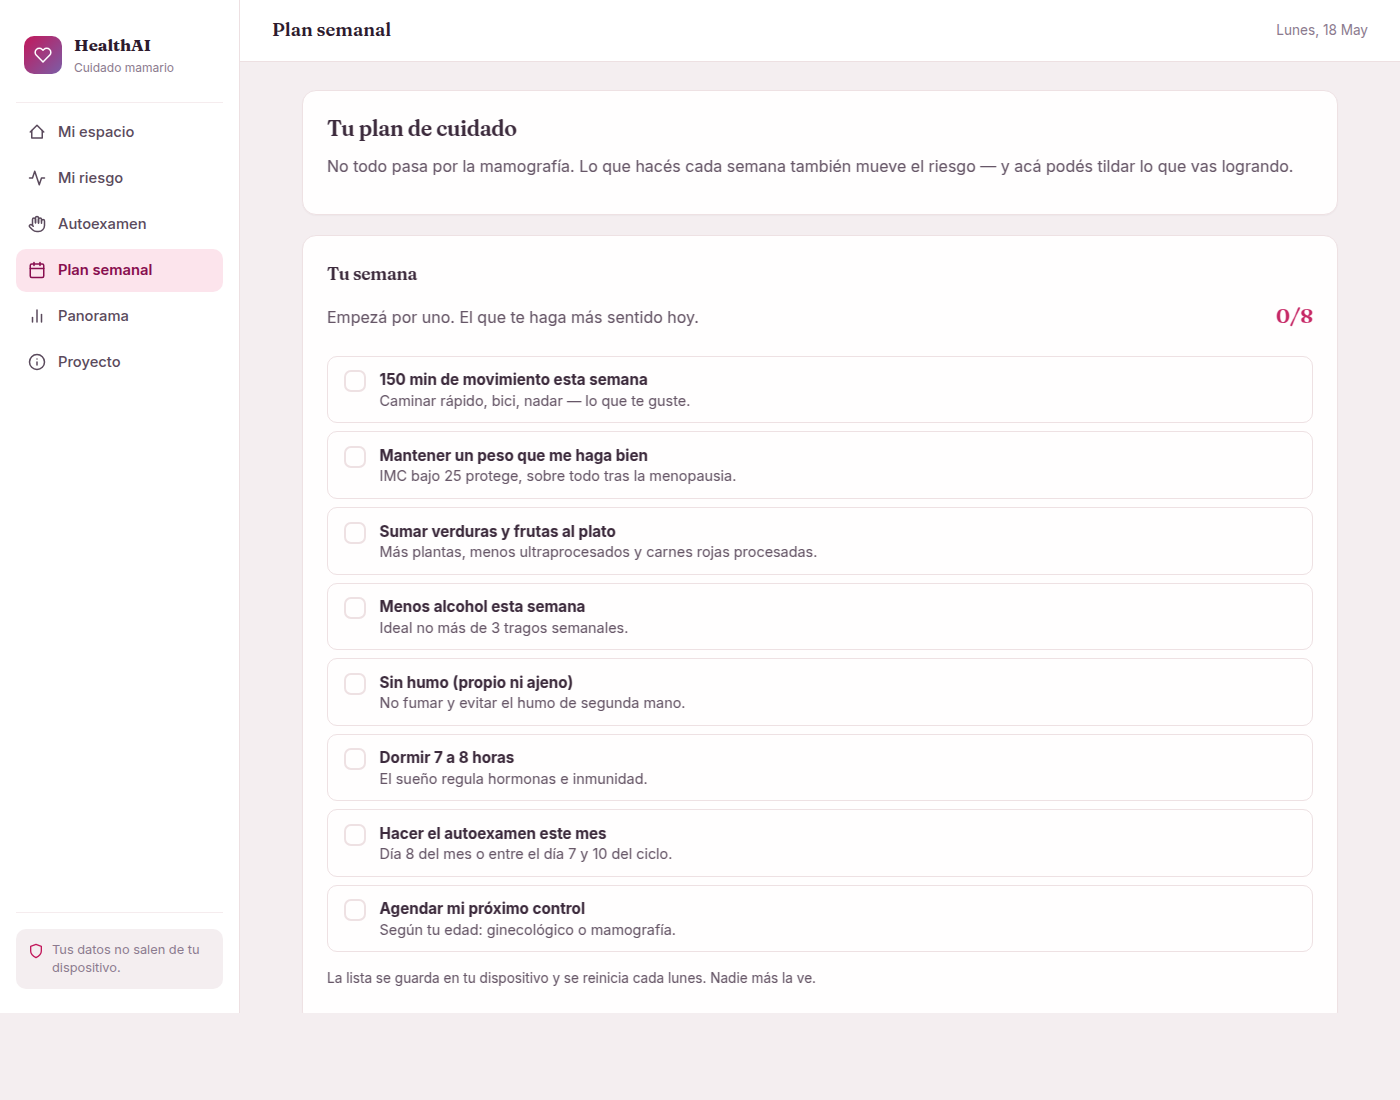 HealthAI
Cuidado mamario
Mi espacio
Mi riesgo
Autoexamen
Plan semanal
Panorama
Proyecto
Tus datos no salen de tu
dispositivo.
Plan semanal
Lunes, 18 May
Tu plan de cuidado
No todo pasa por la mamografía. Lo que hacés cada semana también mueve el riesgo — y acá podés tildar lo que vas logrando.
Tu semana
Empezá por uno. El que te haga más sentido hoy.
0/8
150 min de movimiento esta semana
Caminar rápido, bici, nadar — lo que te guste.
Mantener un peso que me haga bien
IMC bajo 25 protege, sobre todo tras la menopausia.
Sumar verduras y frutas al plato
Más plantas, menos ultraprocesados y carnes rojas procesadas.
Menos alcohol esta semana
Ideal no más de 3 tragos semanales.
Sin humo (propio ni ajeno)
No fumar y evitar el humo de segunda mano.
Dormir 7 a 8 horas
El sueño regula hormonas e inmunidad.
Hacer el autoexamen este mes
Día 8 del mes o entre el día 7 y 10 del ciclo.
Agendar mi próximo control
Según tu edad: ginecológico o mamografía.
La lista se guarda en tu dispositivo y se reinicia cada lunes. Nadie más la ve.